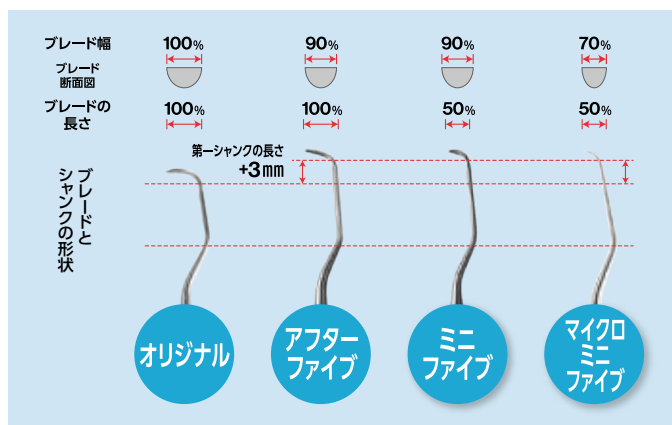 ブレード幅 100% 90% 90% 70%
ブレード
断面図
ブレードの
長さ
100% 100% 50% 50%
第一シャンクの長さ
+3mm
ブレードと
シャンクの形状
オリジナル
アフター
ファイブ
ミニ
ファイブ
マイクロ
ミニ
ファイブ